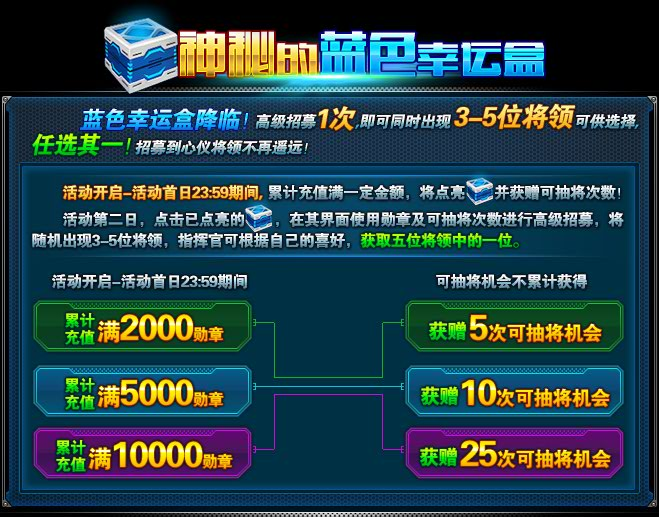 神秘的蓝色幸运盒
蓝色幸运盒降临！高级招募1次，即可同时出现3-5位将领可供选择，
任选其一！招募到心仪将领不再遥远！
活动开启-活动首日23:59期间，累计充值满一定金额，将点亮并获赠可抽将次数！
活动第二日，点击已点亮的，在其界面使用勋章及可抽将次数进行高级招募，将
随机出现3-5位将领，指挥官可根据自己的喜好，获取五位将领中的一位。
活动开启-活动首日23:59期间
可抽将机会不累计获得
累计充值满2000勋章
获赠5次可抽将机会
累计充值满5000勋章
获赠10次可抽将机会
累计充值满10000勋章
获赠25次可抽将机会